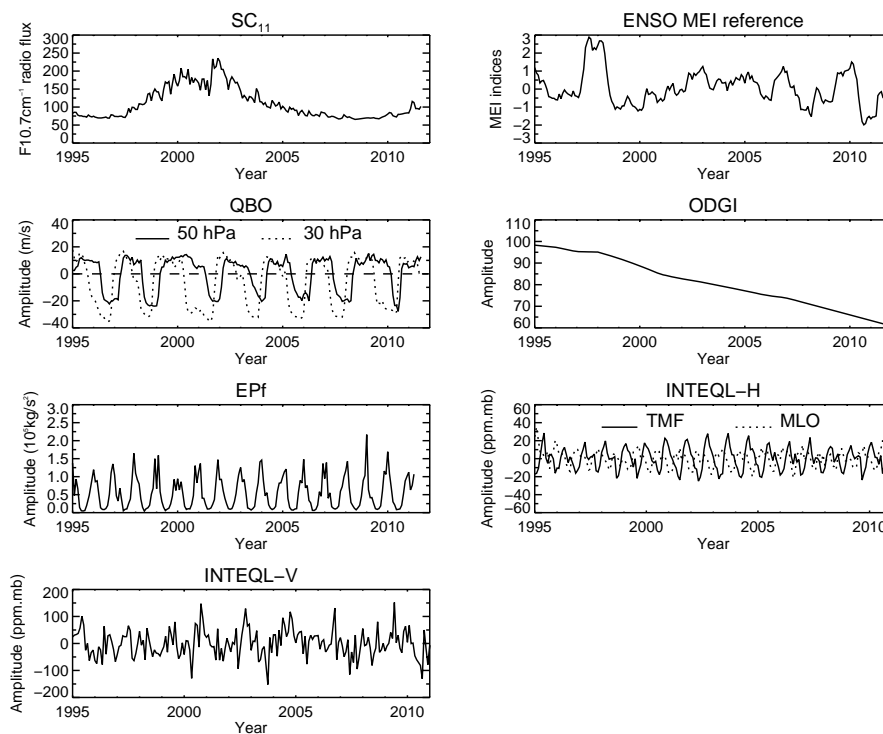 SC11
F10.7cm−1 radio flux
300
250
200
150
100
50
0
1995 2000 2005 2010
Year
ENSO MEI reference
MEI indices
3
2
1
0
−1
−2
−3
1995 2000 2005 2010
Year
QBO
50 hPa 30 hPa
Amplitude (m/s)
40
20
0
−20
−40
1995 2000 2005 2010
Year
ODGI
Amplitude
110
100
90
80
70
60
1995 2000 2005 2010
Year
EPf
Amplitude (10⁵kg/s²)
3.0
2.5
2.0
1.5
1.0
0.5
0.0
1995 2000 2005 2010
Year
INTEQL−H
TMF MLO
Amplitude (ppm.mb)
60
40
20
0
−20
−40
−60
1995 2000 2005 2010
Year
INTEQL−V
Amplitude (ppm.mb)
200
100
0
−100
−200
1995 2000 2005 2010
Year